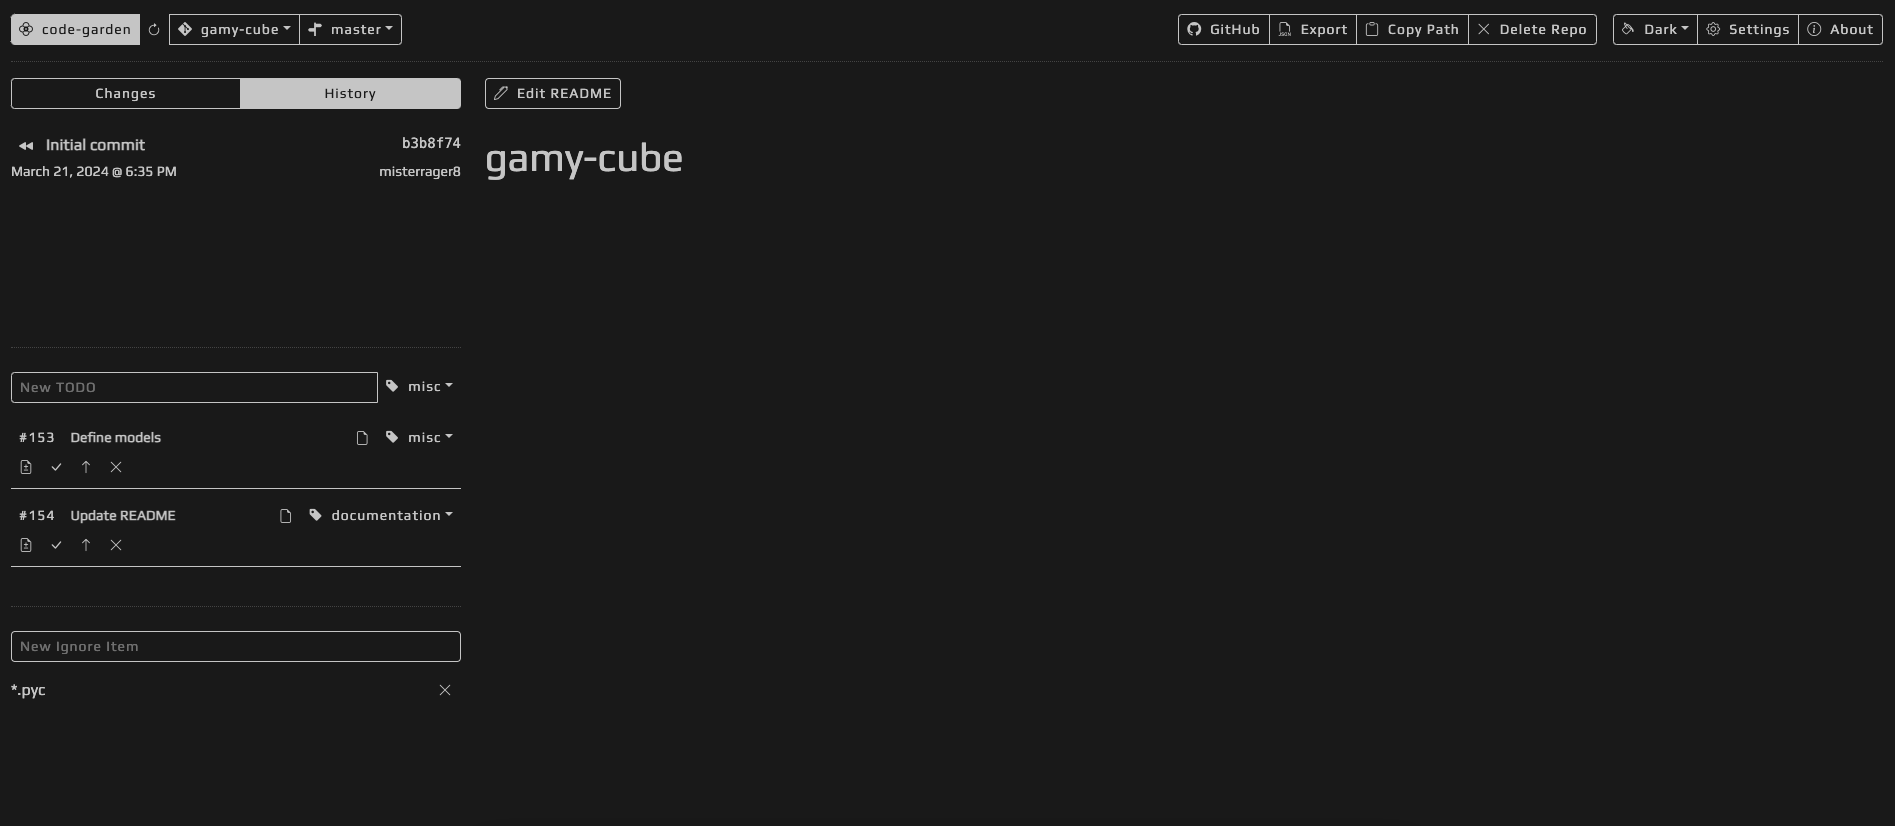 code-garden gamy-cube master GitHub Export Copy Path Delete Repo Dark Settings About
Changes History
Initial commit b3b8f74
March 21, 2024 @ 6:35 PM misterrager8
New TODO misc
#153 Define models misc
#154 Update README documentation
New Ignore Item
*.pyc
Edit README
gamy-cube